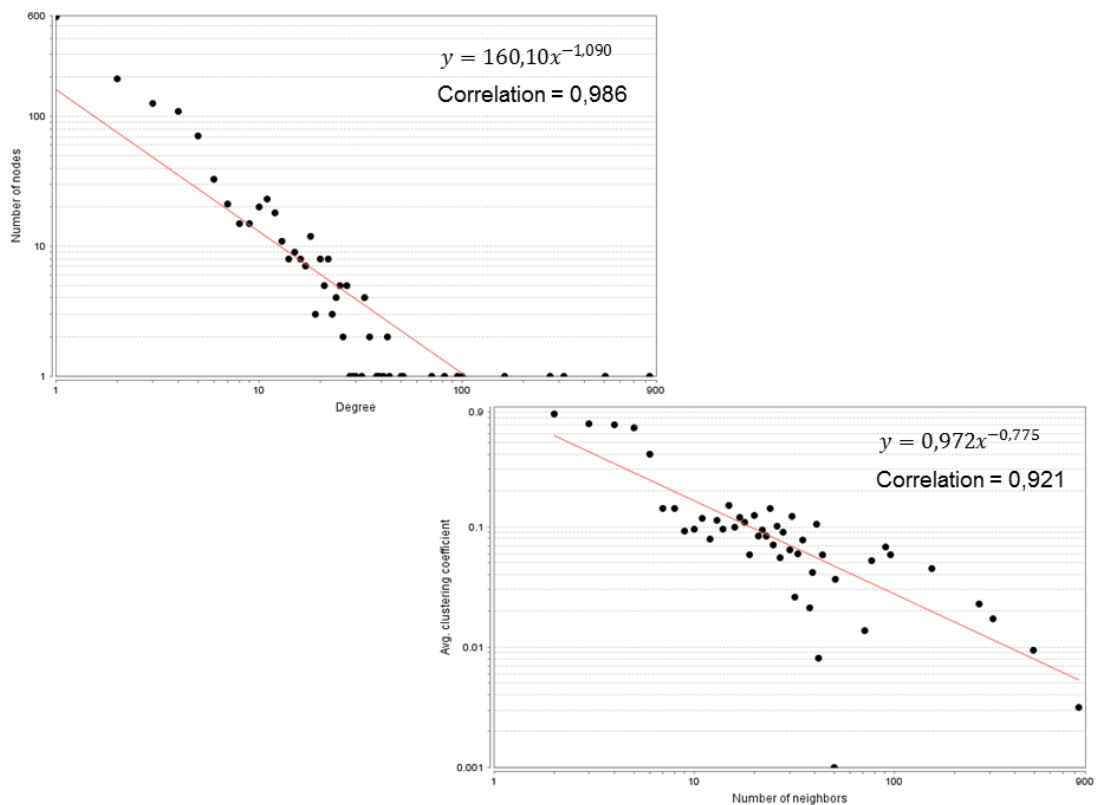 600
y = 160,10x^{-1,090}
Correlation = 0,986
100
Number of nodes
10
1
1
10
100
900
Degree
0.9
y = 0,972x^{-0,775}
Correlation = 0,921
0.1
Avg. clustering coefficient
0.01
0.001
1
10
100
900
Number of neighbors